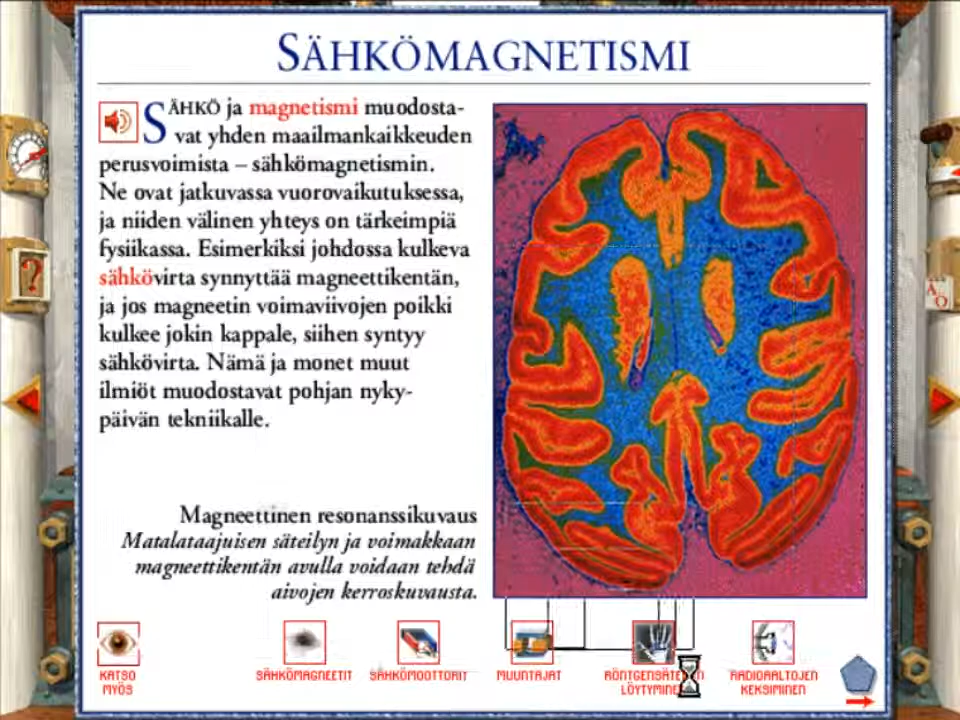 SÄHKÖMAGNETISMI
SÄHKÖ ja magnetismi muodosta-
vat yhden maailmankaikkeuden
perusvoimista – sähkömagnetismin.
Ne ovat jatkuvassa vuorovaikutuksessa,
ja niiden välinen yhteys on tärkeimpiä
fysiikassa. Esimerkiksi johdossa kulkeva
sähkövirta synnyttää magneettikentän,
ja jos magneetin voimaviivojen poikki
kulkee jokin kappale, siihen syntyy
sähkövirta. Nämä ja monet muut
ilmiöt muodostavat pohjan nyky-
päivän tekniikalle.
Magneettinen resonanssikuvaus
Matalataajuisen säteilyn ja voimakkaan
magneettikentän avulla voidaan tehdä
aivojen kerroskuvausta.
?
A
O
KATSO
MYÖS
SÄHKÖMAGNEETIT
SÄHKÖMOOTTORIT
MUUNTAJAT
LÖYTYMINEN
RADIOAALTOJEN
KEKSIMINEN